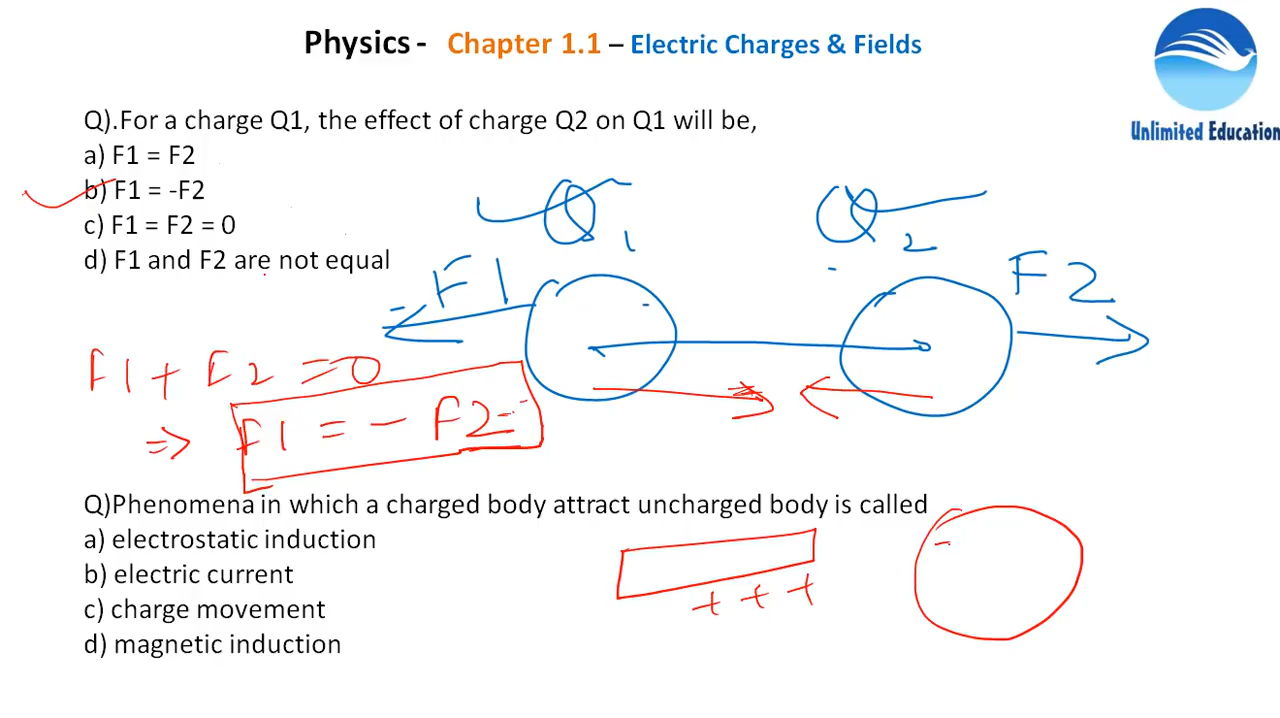 Physics - Chapter 1.1 – Electric Charges & Fields
Unlimited Education
Q).For a charge Q1, the effect of charge Q2 on Q1 will be,
a) F1 = F2
b) F1 = -F2
c) F1 = F2 = 0
d) F1 and F2 are not equal
Q1 Q2
F1 F2
F1 + F2 = 0
⇒ F1 = - F2
Q)Phenomena in which a charged body attract uncharged body is called
a) electrostatic induction
b) electric current
c) charge movement
d) magnetic induction
+ + +
-